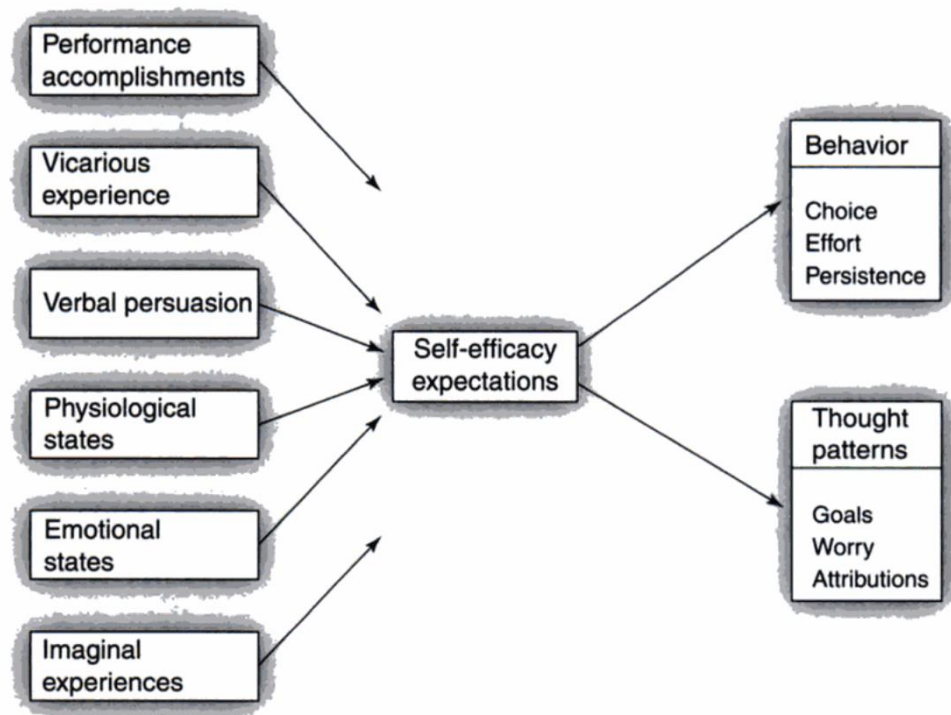 Performance
accomplishments
Vicarious
experience
Verbal persuasion
Physiological
states
Emotional
states
Imaginal
experiences
Self-efficacy
expectations
Behavior
Choice
Effort
Persistence
Thought
patterns
Goals
Worry
Attributions